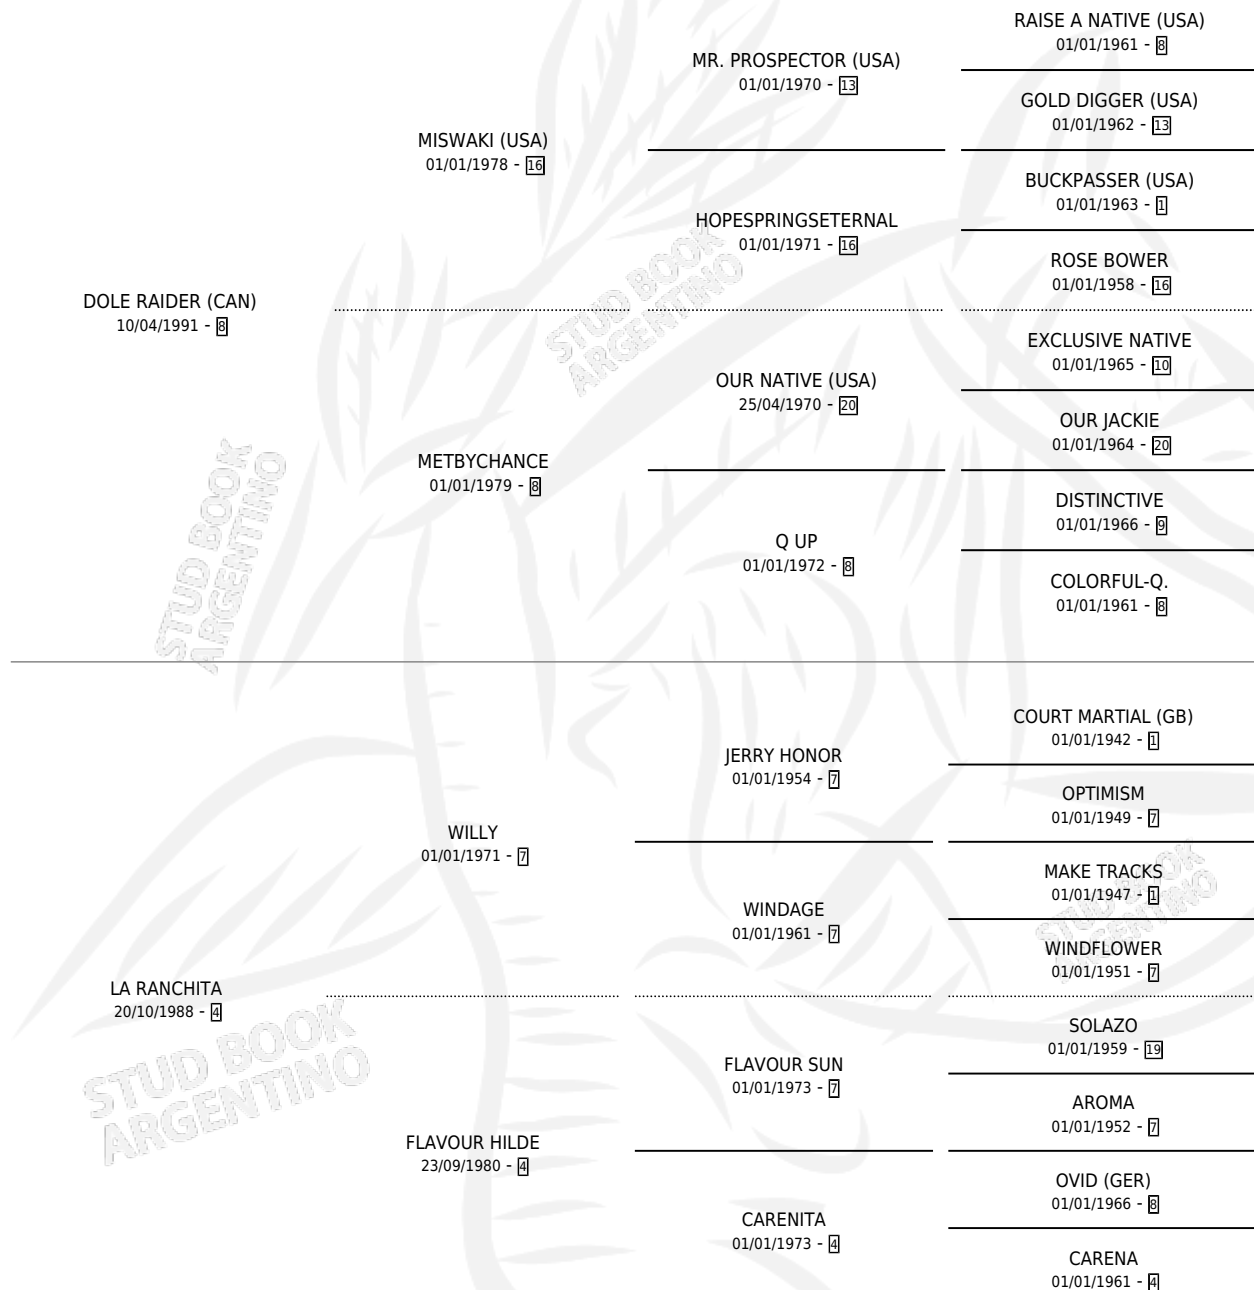 RAISE A NATIVE (USA)
01/01/1961 - 8
MR. PROSPECTOR (USA)
01/01/1970 - 13
GOLD DIGGER (USA)
01/01/1962 - 13
MISWAKI (USA)
01/01/1978 - 16
BUCKPASSER (USA)
01/01/1963 - 1
HOPESPRINGSETERNAL
01/01/1971 - 16
ROSE BOWER
01/01/1958 - 16
DOLE RAIDER (CAN)
10/04/1991 - 8
EXCLUSIVE NATIVE
01/01/1965 - 10
OUR NATIVE (USA)
25/04/1970 - 20
OUR JACKIE
01/01/1964 - 20
METBYCHANCE
01/01/1979 - 8
DISTINCTIVE
01/01/1966 - 9
Q UP
01/01/1972 - 8
COLORFUL-Q.
01/01/1961 - 8
COURT MARTIAL (GB)
01/01/1942 - 1
JERRY HONOR
01/01/1954 - 7
OPTIMISM
01/01/1949 - 7
WILLY
01/01/1971 - 7
MAKE TRACKS
01/01/1947 - 1
WINDAGE
01/01/1961 - 7
WINDFLOWER
01/01/1951 - 7
LA RANCHITA
20/10/1988 - 4
SOLAZO
01/01/1959 - 19
FLAVOUR SUN
01/01/1973 - 7
AROMA
01/01/1952 - 7
FLAVOUR HILDE
23/09/1980 - 4
OVID (GER)
01/01/1966 - 8
CARENITA
01/01/1973 - 4
CARENA
01/01/1961 - 4
STUD BOOK
ARGENTINO
STUD BOOK
ARGENTINO
STUD BOOK
ARGENTINO
STUD BOOK
ARGENTINO